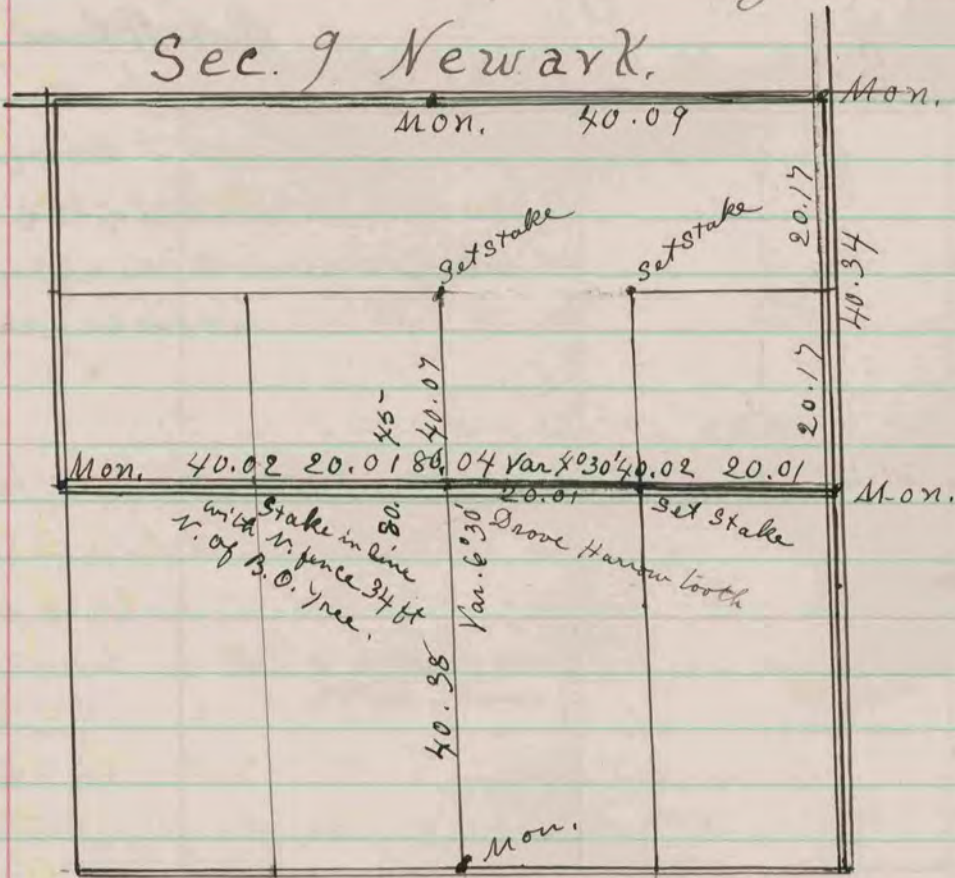 Sec. 9 Newark.
Mon.
Mon. 40.09
20.17
40.34
Set Stake
Set Stake
20.17
80.45
40.07
Mon. 40.02 20.01 80.04 Var 4°30' 40.02 20.01
Mon.
20.01
Set Stake
Drove Harrow tooth
Stake in line
with N. fence 34 ft
N. of B.O. Tree.
Var. 6°30'
40.38
Mon.